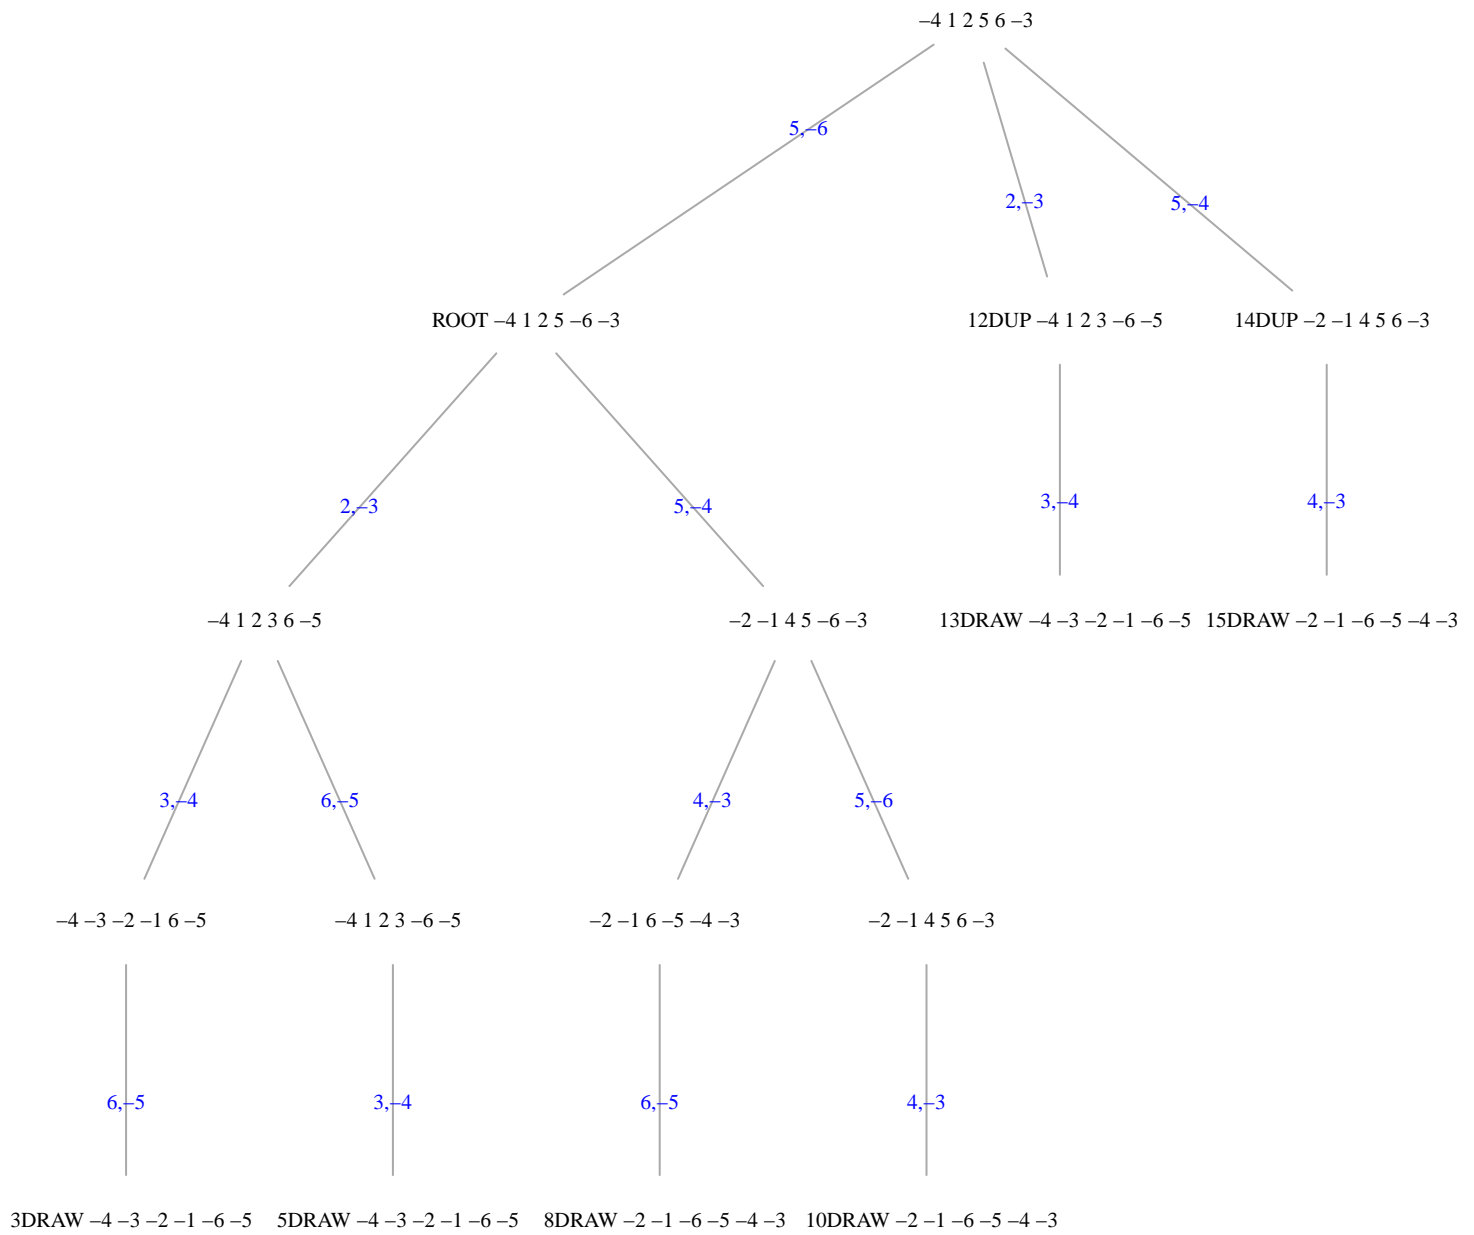 –4 1 2 5 6 –3
5,–6
2,–3
5,–4
ROOT –4 1 2 5 –6 –3
12DUP –4 1 2 3 –6 –5
14DUP –2 –1 4 5 6 –3
2,–3
5,–4
3,–4
4,–3
–4 1 2 3 6 –5
–2 –1 4 5 –6 –3
13DRAW –4 –3 –2 –1 –6 –5
15DRAW –2 –1 –6 –5 –4 –3
3,–4
6,–5
4,–3
5,–6
–4 –3 –2 –1 6 –5
–4 1 2 3 –6 –5
–2 –1 6 –5 –4 –3
–2 –1 4 5 6 –3
6,–5
3,–4
6,–5
4,–3
3DRAW –4 –3 –2 –1 –6 –5
5DRAW –4 –3 –2 –1 –6 –5
8DRAW –2 –1 –6 –5 –4 –3
10DRAW –2 –1 –6 –5 –4 –3